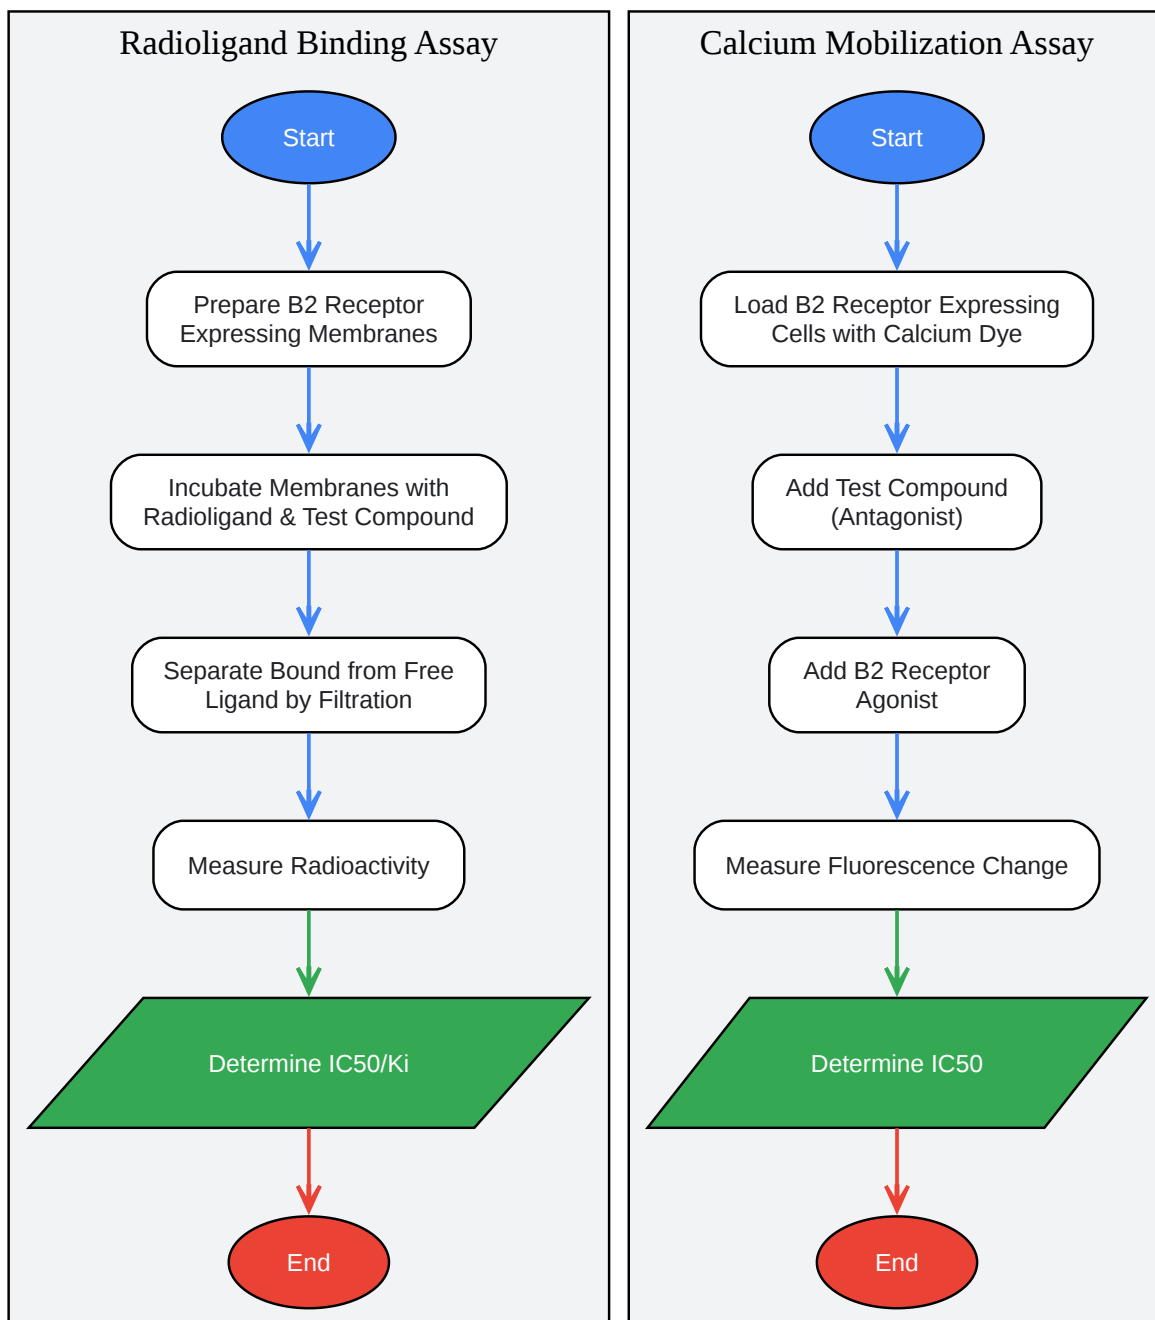 Radioligand Binding Assay
Start
Prepare B2 Receptor
Expressing Membranes
Incubate Membranes with
Radioligand & Test Compound
Separate Bound from Free
Ligand by Filtration
Measure Radioactivity
Determine IC50/Ki
End
Calcium Mobilization Assay
Start
Load B2 Receptor Expressing
Cells with Calcium Dye
Add Test Compound
(Antagonist)
Add B2 Receptor
Agonist
Measure Fluorescence Change
Determine IC50
End